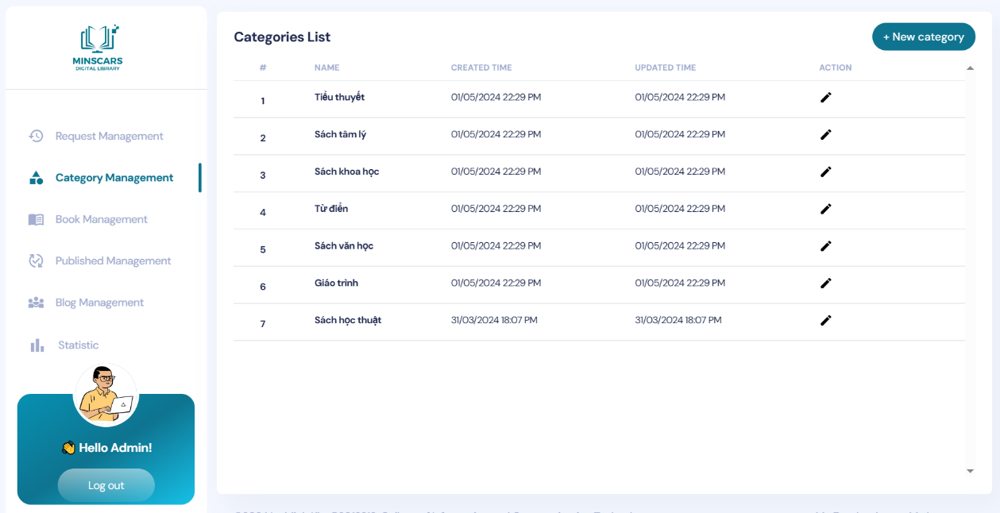 MINSCARS
DIGITAL LIBRARY
Request Management
Category Management
Book Management
Published Management
Blog Management
Statistic
👋 Hello Admin!
Log out
Categories List
+ New category
# NAME CREATED TIME UPDATED TIME ACTION
1 Tiểu thuyết 01/05/2024 22:29 PM 01/05/2024 22:29 PM
2 Sách tâm lý 01/05/2024 22:29 PM 01/05/2024 22:29 PM
3 Sách khoa học 01/05/2024 22:29 PM 01/05/2024 22:29 PM
4 Từ điển 01/05/2024 22:29 PM 01/05/2024 22:29 PM
5 Sách văn học 01/05/2024 22:29 PM 01/05/2024 22:29 PM
6 Giáo trình 01/05/2024 22:29 PM 01/05/2024 22:29 PM
7 Sách học thuật 31/03/2024 18:07 PM 31/03/2024 18:07 PM